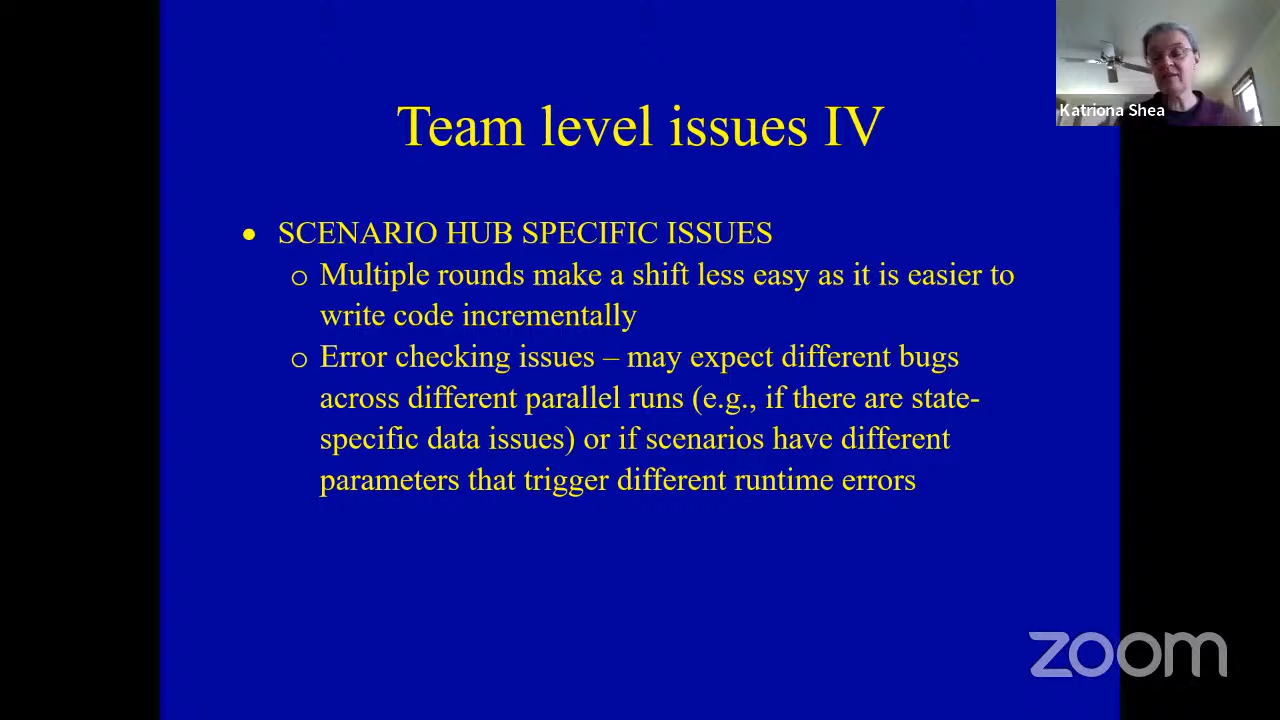 Katriona Shea
Team level issues IV
• SCENARIO HUB SPECIFIC ISSUES
o Multiple rounds make a shift less easy as it is easier to
write code incrementally
o Error checking issues – may expect different bugs
across different parallel runs (e.g., if there are state-
specific data issues) or if scenarios have different
parameters that trigger different runtime errors
zoom